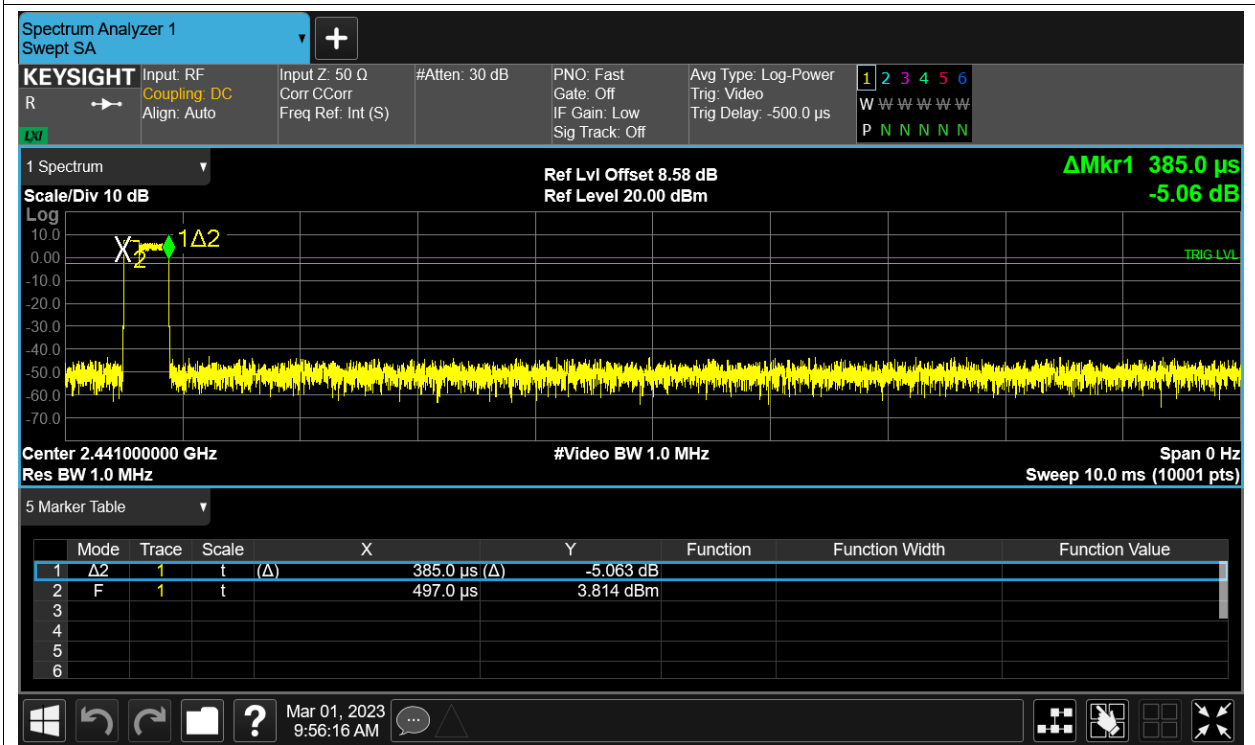 Spectrum Analyzer 1
Swept SA
KEYSIGHT Input: RF Input Z: 50 Ω #Atten: 30 dB PNO: Fast Avg Type: Log-Power 1 2 3 4 5 6
R Coupling: DC Corr CCorr Gate: Off Trig: Video
Align: Auto Freq Ref: Int (S) IF Gain: Low Trig Delay: -500.0 µs W W W W W W
LXI Sig Track: Off P N N N N N
1 Spectrum Ref Lvl Offset 8.58 dB ΔMkr1 385.0 µs
Scale/Div 10 dB Ref Level 20.00 dBm -5.06 dB
Log
10.0
0.00
-10.0
-20.0
-30.0
-40.0
-50.0
-60.0
-70.0
X 2 1Δ2
TRIG LVL
Center 2.441000000 GHz #Video BW 1.0 MHz Span 0 Hz
Res BW 1.0 MHz Sweep 10.0 ms (10001 pts)
5 Marker Table
Mode Trace Scale X Y Function Function Width Function Value
1 Δ2 1 t (Δ) 385.0 µs (Δ) -5.063 dB
2 F 1 t 497.0 µs 3.814 dBm
3
4
5
6
? Mar 01, 2023
9:56:16 AM